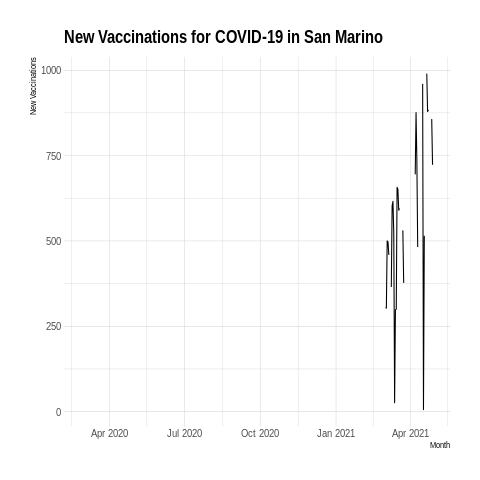 New Vaccinations for COVID-19 in San Marino
New Vaccinations
1000
750
500
250
0
Apr 2020 Jul 2020 Oct 2020 Jan 2021 Apr 2021
Month